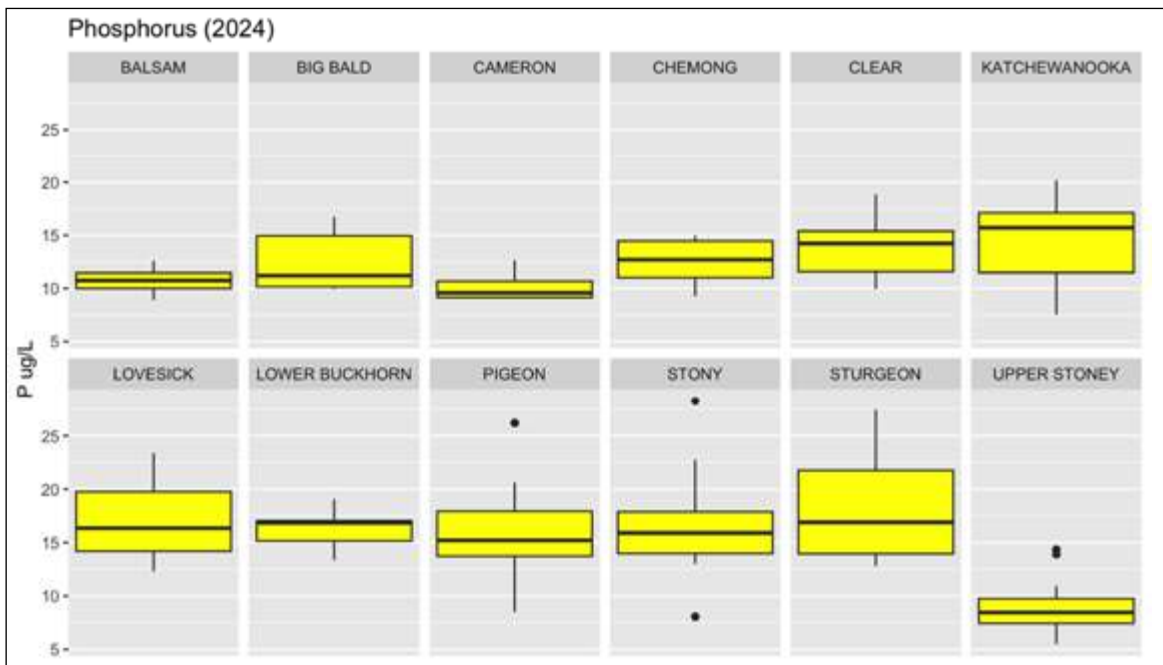 Phosphorus (2024)
BALSAM BIG BALD CAMERON CHEMONG CLEAR KATCHEWANOOKA
25
20
15
10
5
P ug/L
LOVESICK LOWER BUCKHORN PIGEON STONY STURGEON UPPER STONEY
25
20
15
10
5